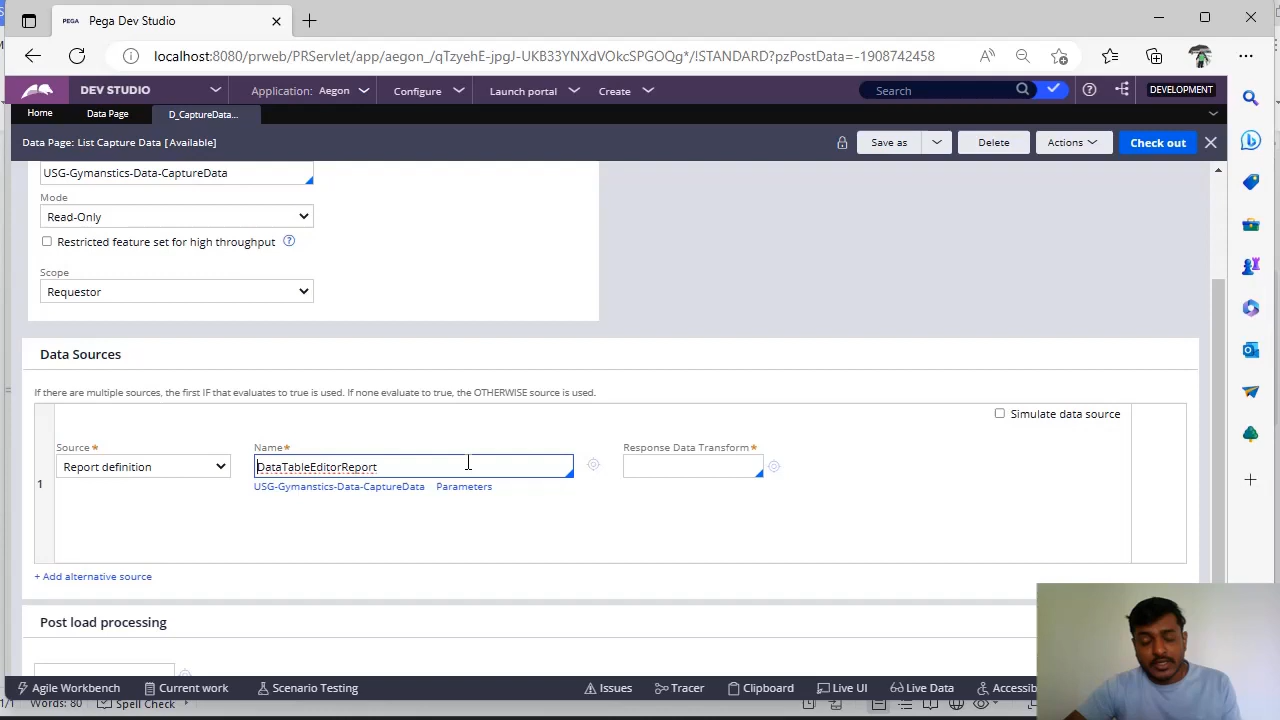 PEGA Pega Dev Studio
localhost:8080/prweb/PRServlet/app/aegon_/qTzyehE-jpgJ-UKB33YNXdVOkcSPGOQg*/!STANDARD?pzPostData=-1908742458
DEV STUDIO Application: Aegon Configure Launch portal Create Search DEVELOPMENT
Home Data Page D_CaptureData...
Data Page: List Capture Data [Available] Save as Delete Actions Check out
USG-Gymanstics-Data-CaptureData
Mode
Read-Only
Restricted feature set for high throughput
Scope
Requestor
Data Sources
If there are multiple sources, the first IF that evaluates to true is used. If none evaluate to true, the OTHERWISE source is used.
Simulate data source
Source* Name* Response Data Transform*
Report definition DataTableEditorReport
USG-Gymanstics-Data-CaptureData Parameters
1
+ Add alternative source
Post load processing
Agile Workbench Current work Scenario Testing Issues Tracer Clipboard Live UI Live Data Accessib
Words: 80 Spell Check